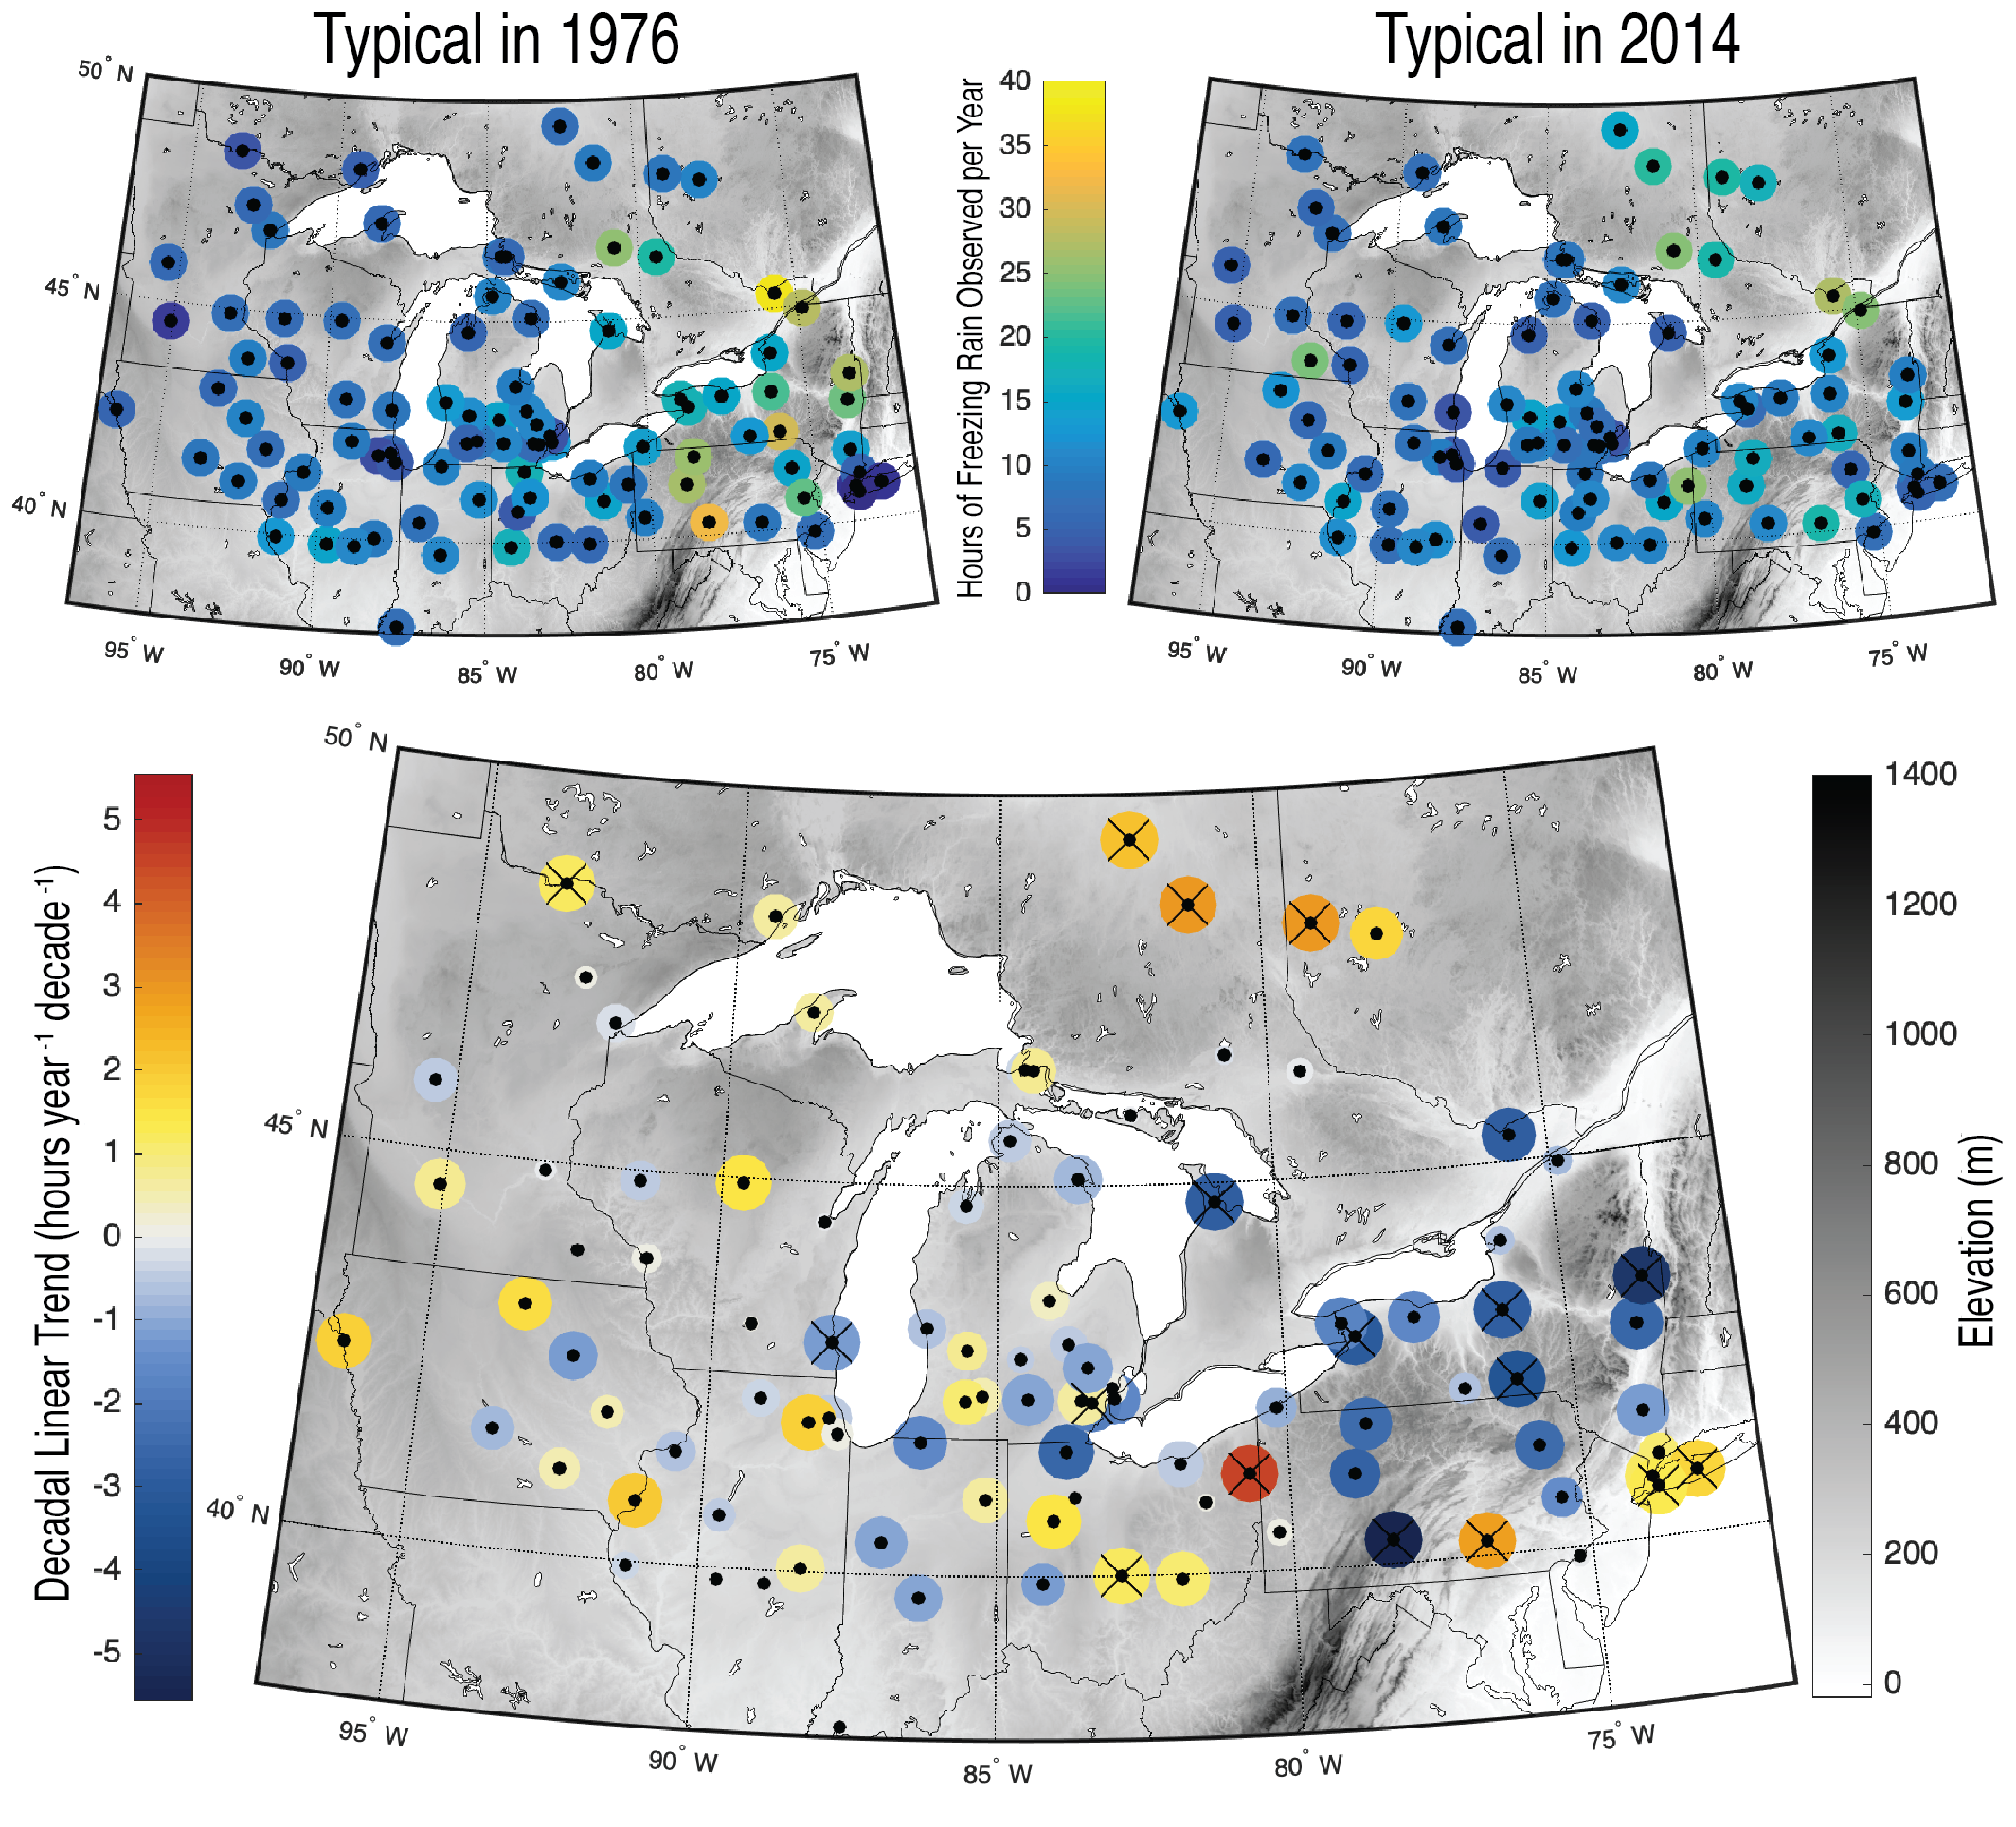 Typical in 1976
Typical in 2014
50° N
45° N
40° N
95° W
90° W
85° W
80° W
75° W
Hours of Freezing Rain Observed per Year
40
35
30
25
20
15
10
5
0
95° W
90° W
85° W
80° W
75° W
Decadal Linear Trend (hours year⁻¹ decade⁻¹)
5
4
3
2
1
0
-1
-2
-3
-4
-5
50° N
45° N
40° N
95° W
90° W
85° W
80° W
75° W
1400
1200
1000
800
600
400
200
0
Elevation (m)